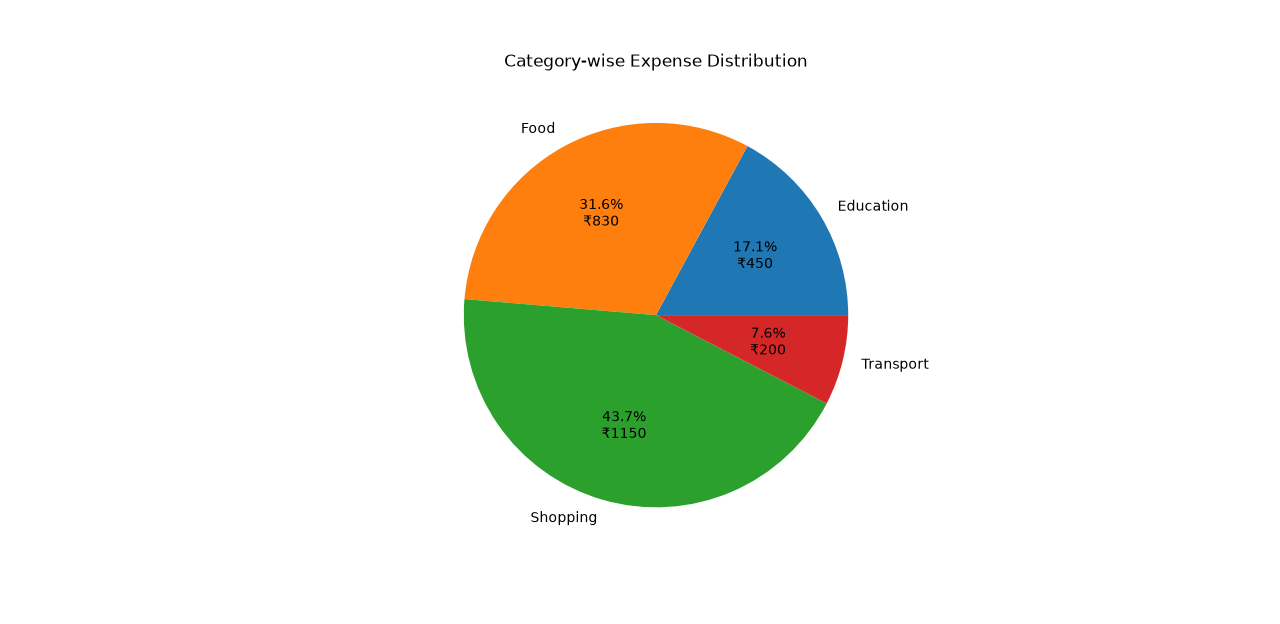 Category-wise Expense Distribution
Food
31.6%
₹830
Education
17.1%
₹450
7.6%
₹200
Transport
43.7%
₹1150
Shopping